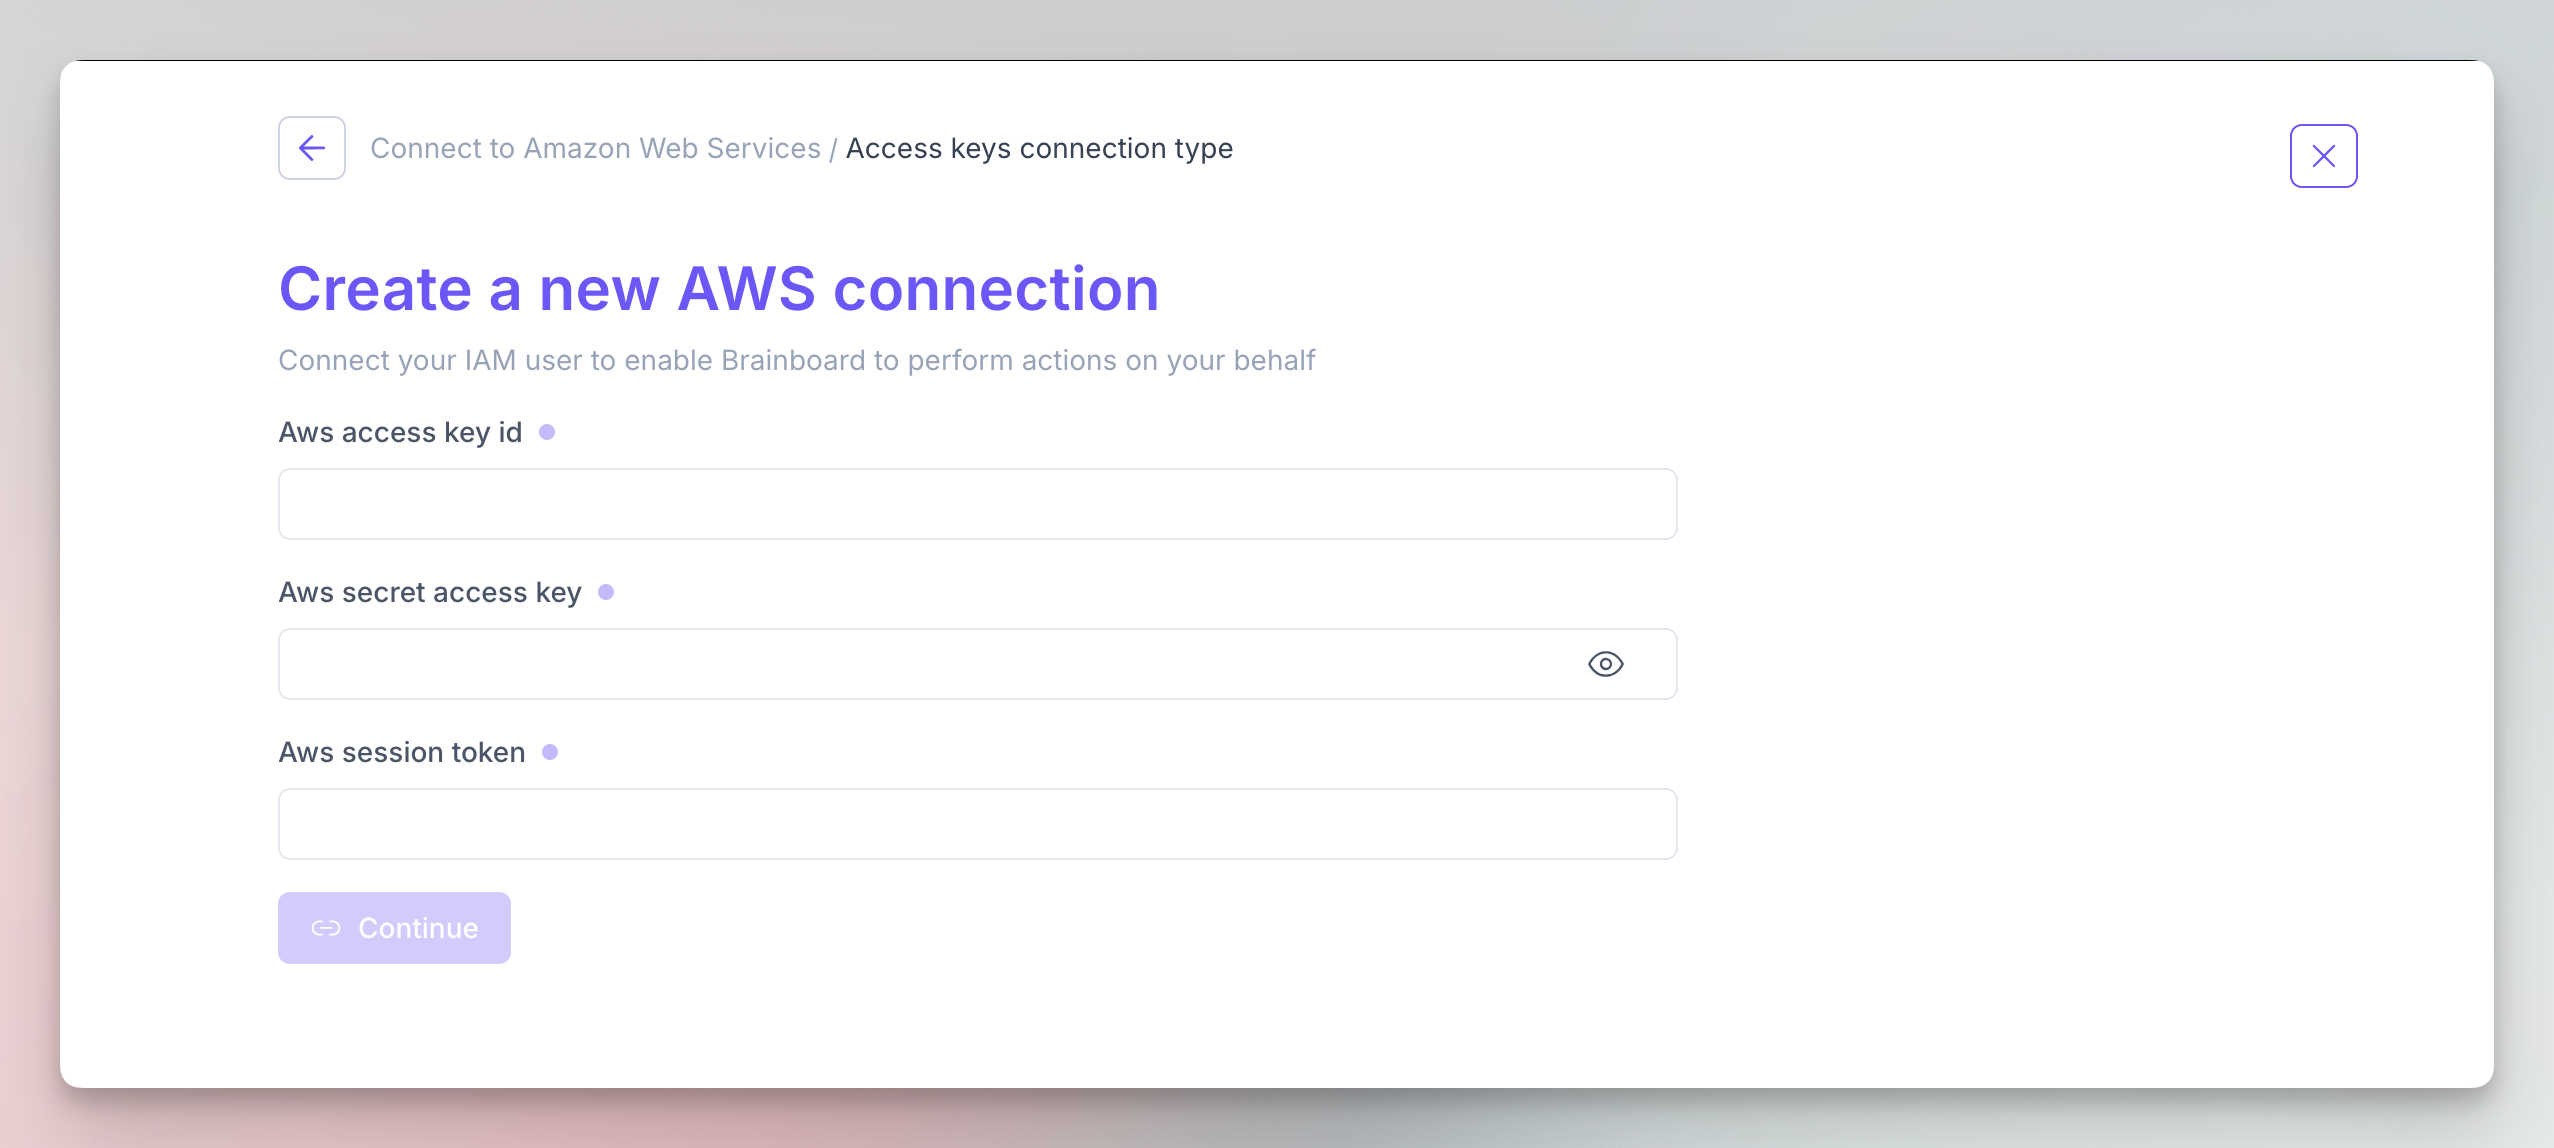 Connect to Amazon Web Services / Access keys connection type
Create a new AWS connection
Connect your IAM user to enable Brainboard to perform actions on your behalf
Aws access key id
Aws secret access key
Aws session token
Continue